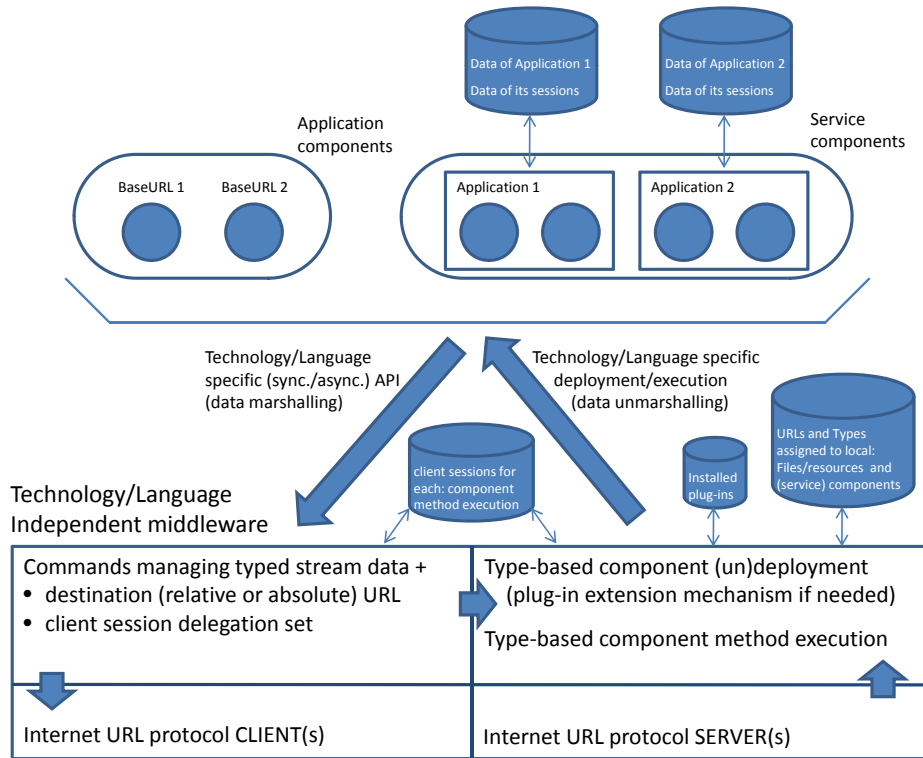 Data of Application 1
Data of its sessions
Data of Application 2
Data of its sessions
Application
components
Service
components
BaseURL 1
BaseURL 2
Application 1
Application 2
Technology/Language
specific (sync./async.) API
(data marshalling)
Technology/Language specific
deployment/execution
(data unmarshalling)
client sessions for
each: component
method execution
Installed
plug-ins
URLs and Types
assigned to local:
Files/resources and
(service) components
Technology/Language
Independent middleware
Commands managing typed stream data +
• destination (relative or absolute) URL
• client session delegation set
Type-based component (un)deployment
(plug-in extension mechanism if needed)
Type-based component method execution
Internet URL protocol CLIENT(s)
Internet URL protocol SERVER(s)